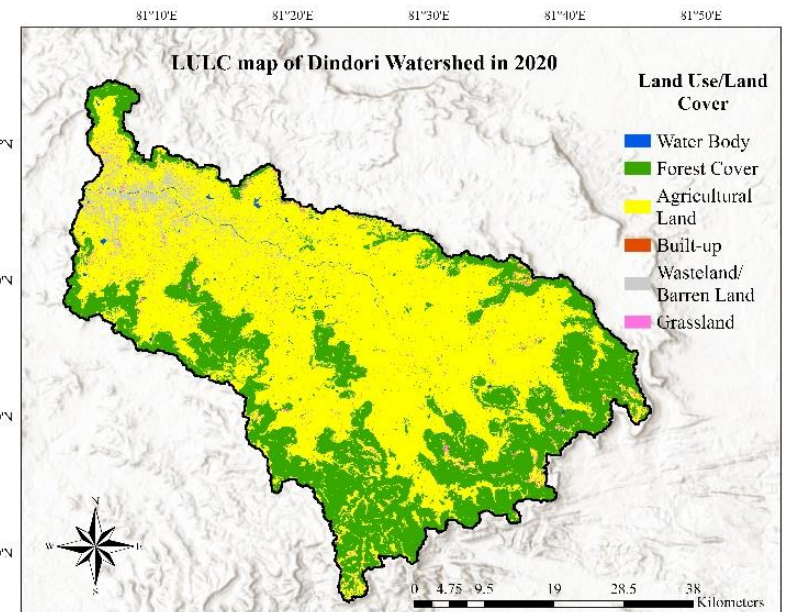 81°10'E 81°20'E 81°30'E 81°40'E 81°50'E
LULC map of Dindori Watershed in 2020
Land Use/Land
Cover
Water Body
Forest Cover
Agricultural
Land
Built-up
Wasteland/
Barren Land
Grassland
N
W E
S
0 4.75 9.5 19 28.5 38
Kilometers